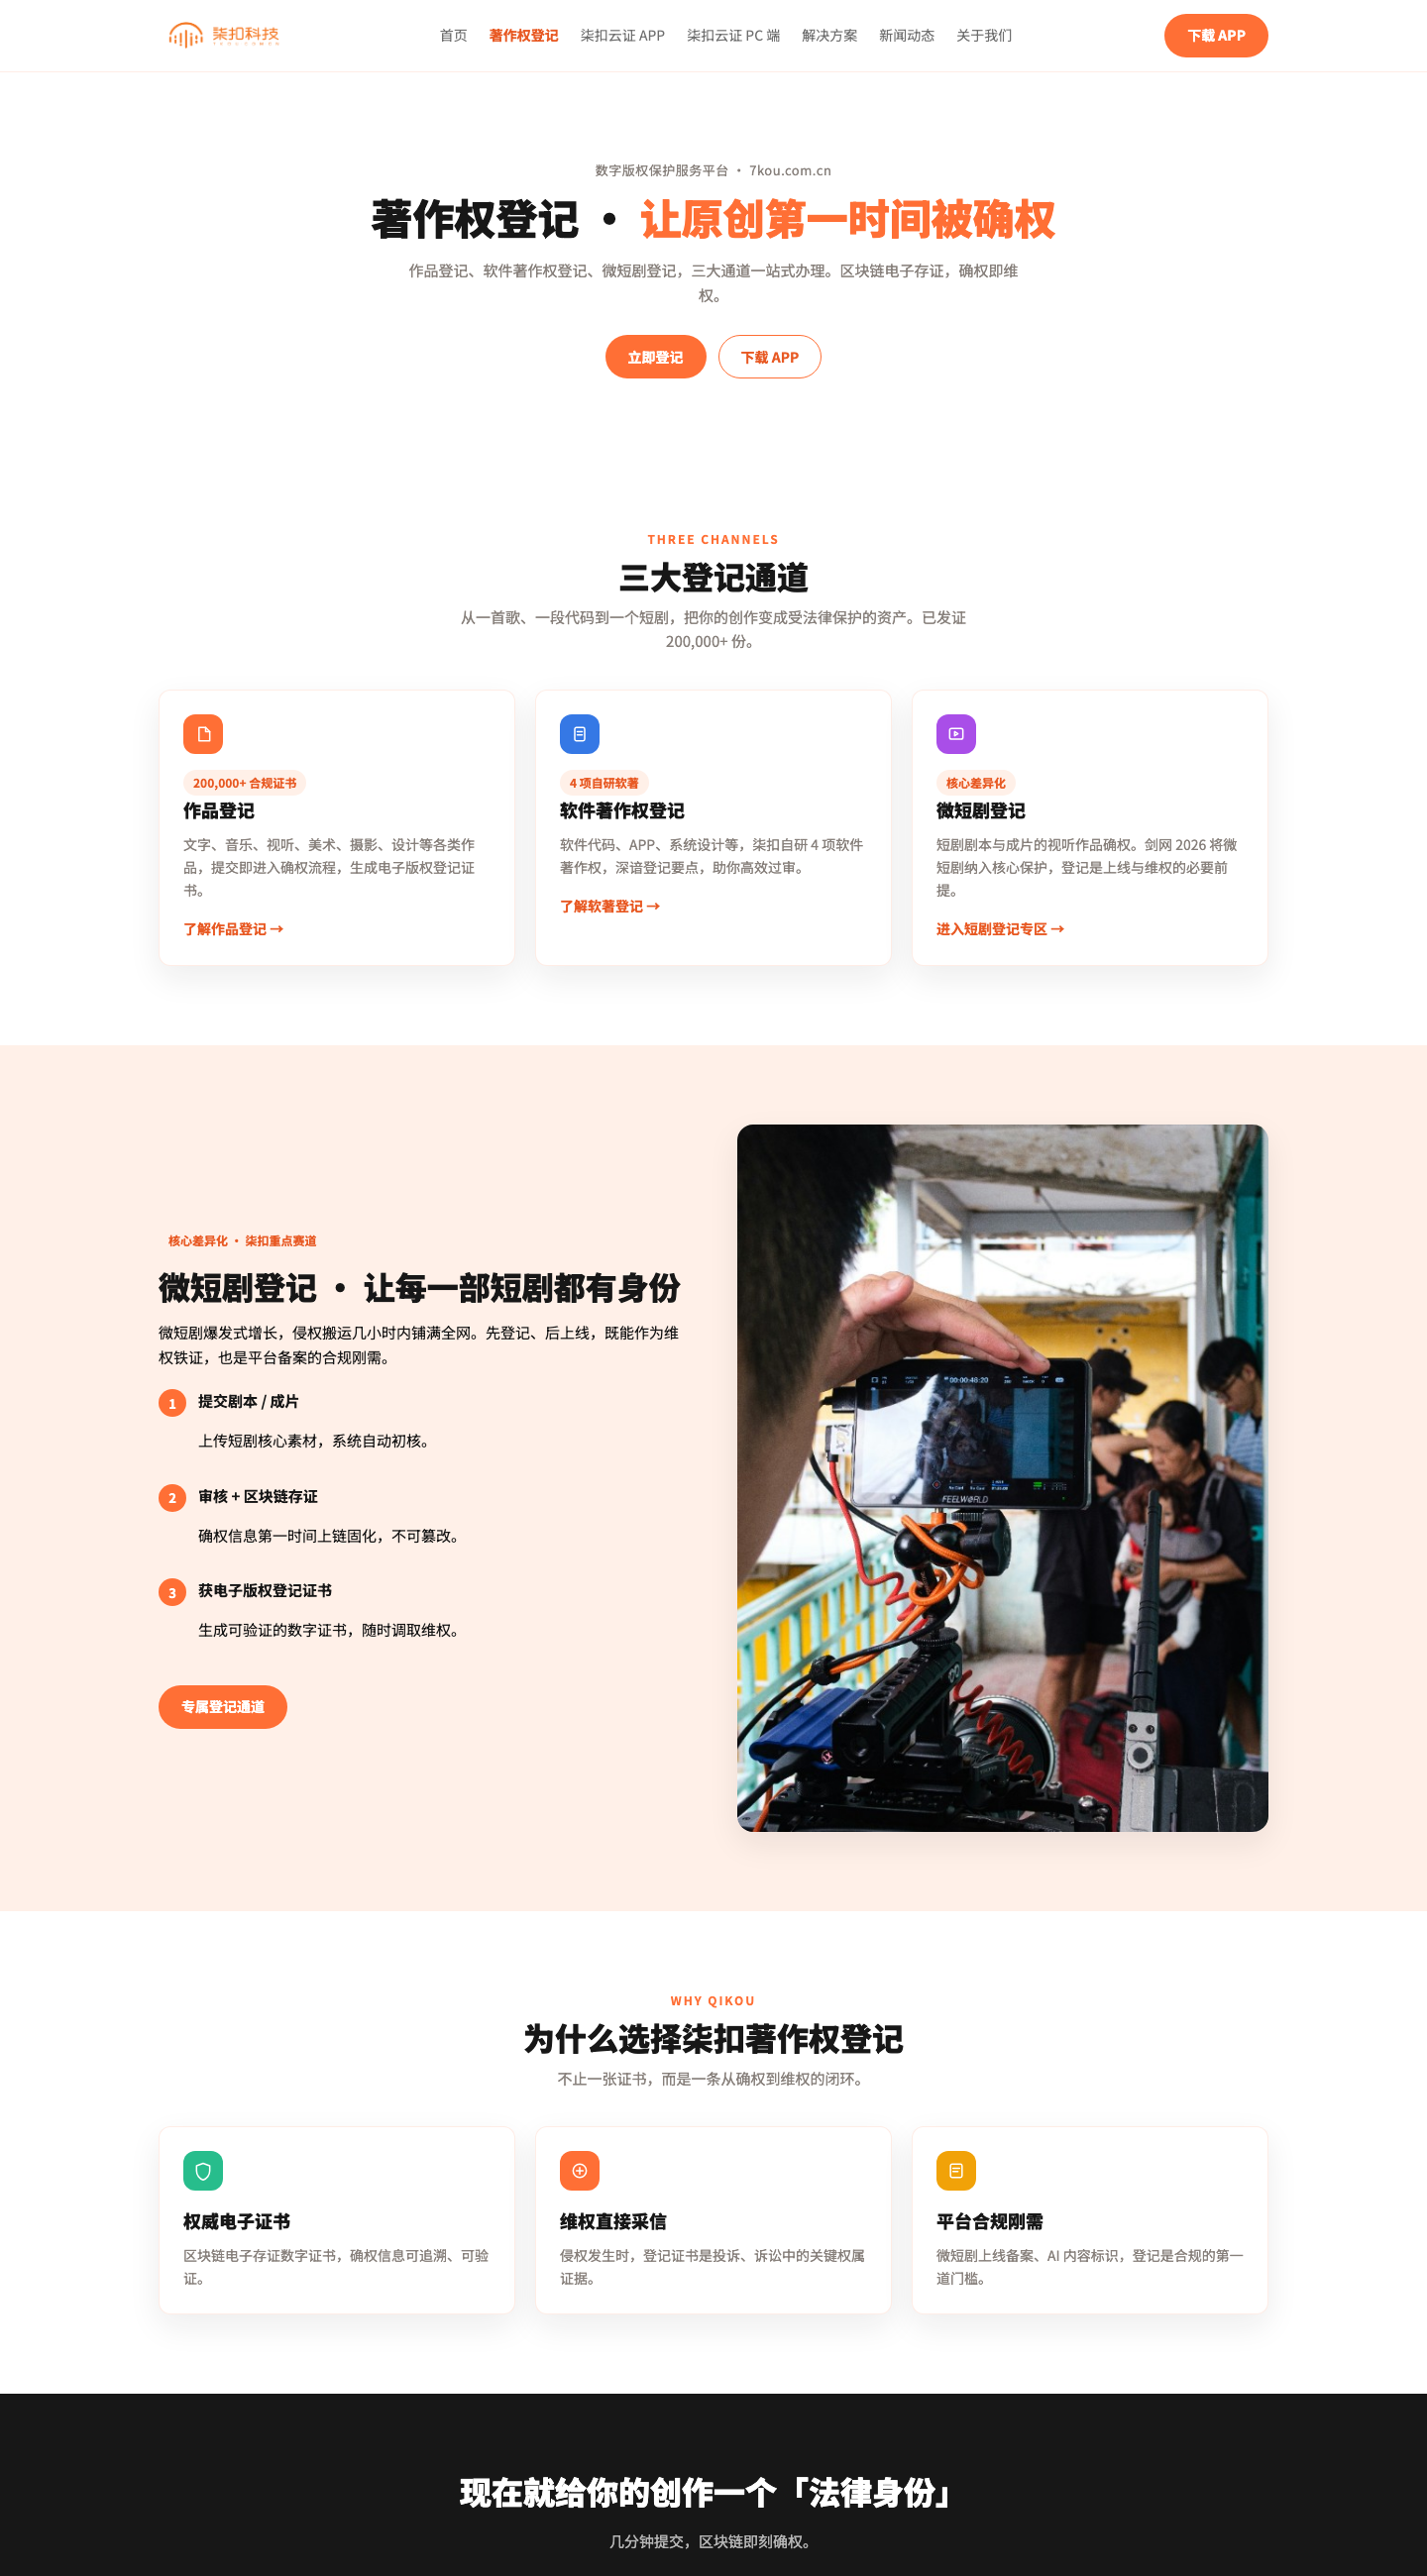 柒扣科技
首页
著作权登记
柒扣云证 APP
柒扣云证 PC 端
解决方案
新闻动态
关于我们
下载 APP
数字版权保护服务平台 · 7kou.com.cn
著作权登记 · 让原创第一时间被确权
作品登记、软件著作权登记、微短剧登记，三大通道一站式办理。区块链电子存证，确权即维
权。
立即登记
下载 APP
THREE CHANNELS
三大登记通道
从一首歌、一段代码到一个短剧，把你的创作变成受法律保护的资产。已发证
200,000+ 份。
200,000+ 合规证书
作品登记
文字、音乐、视听、美术、摄影、设计等各类作
品，提交即进入确权流程，生成电子版权登记证
书。
了解作品登记 →
4 项自研软著
软件著作权登记
软件代码、APP、系统设计等，柒扣自研 4 项软件
著作权，深谙登记要点，助你高效过审。
了解软著登记 →
核心差异化
微短剧登记
短剧剧本与成片的视听作品确权。剑网 2026 将微
短剧纳入核心保护，登记是上线与维权的必要前
提。
进入短剧登记专区 →
核心差异化 · 柒扣重点赛道
微短剧登记 · 让每一部短剧都有身份
微短剧爆发式增长，侵权搬运几小时内铺满全网。先登记、后上线，既能作为维
权铁证，也是平台备案的合规刚需。
1
提交剧本 / 成片
上传短剧核心素材，系统自动初核。
2
审核 + 区块链存证
确权信息第一时间上链固化，不可篡改。
3
获电子版权登记证书
生成可验证的数字证书，随时调取维权。
专属登记通道
00:00:48:20
FEELWORLD
WHY QIKOU
为什么选择柒扣著作权登记
不止一张证书，而是一条从确权到维权的闭环。
权威电子证书
区块链电子存证数字证书，确权信息可追溯、可验
证。
维权直接采信
侵权发生时，登记证书是投诉、诉讼中的关键权属
证据。
平台合规刚需
微短剧上线备案、AI 内容标识，登记是合规的第一
道门槛。
现在就给你的创作一个「法律身份」
几分钟提交，区块链即刻确权。